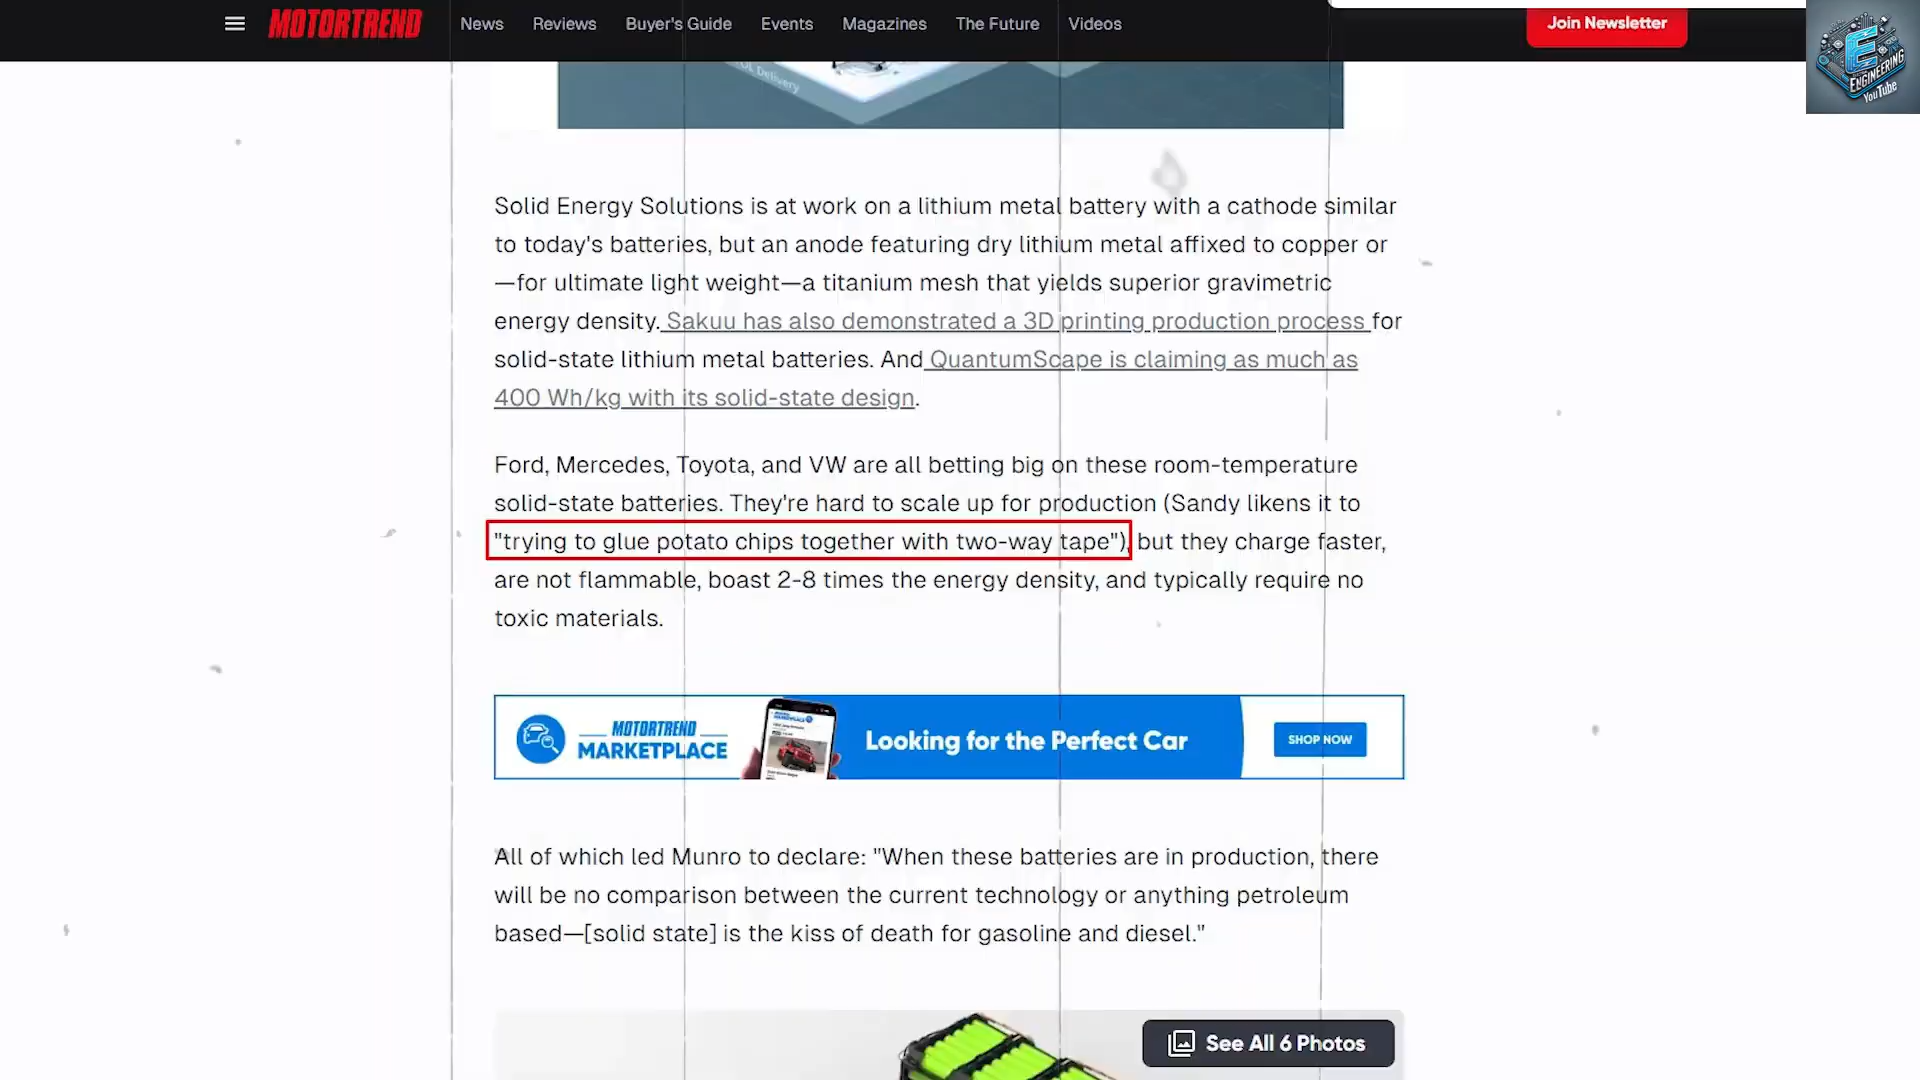 MOTORTREND
News
Reviews
Buyer's Guide
Events
Magazines
The Future
Videos
Join Newsletter
E
ENGINEERING
YouTube
Delivery
Solid Energy Solutions is at work on a lithium metal battery with a cathode similar
to today's batteries, but an anode featuring dry lithium metal affixed to copper or
—for ultimate light weight—a titanium mesh that yields superior gravimetric
energy density. Sakuu has also demonstrated a 3D printing production process for
solid-state lithium metal batteries. And QuantumScape is claiming as much as
400 Wh/kg with its solid-state design.
Ford, Mercedes, Toyota, and VW are all betting big on these room-temperature
solid-state batteries. They're hard to scale up for production (Sandy likens it to
"trying to glue potato chips together with two-way tape"), but they charge faster,
are not flammable, boast 2-8 times the energy density, and typically require no
toxic materials.
MOTORTREND
MARKETPLACE
Looking for the Perfect Car
SHOP NOW
All of which led Munro to declare: "When these batteries are in production, there
will be no comparison between the current technology or anything petroleum
based—[solid state] is the kiss of death for gasoline and diesel."
See All 6 Photos